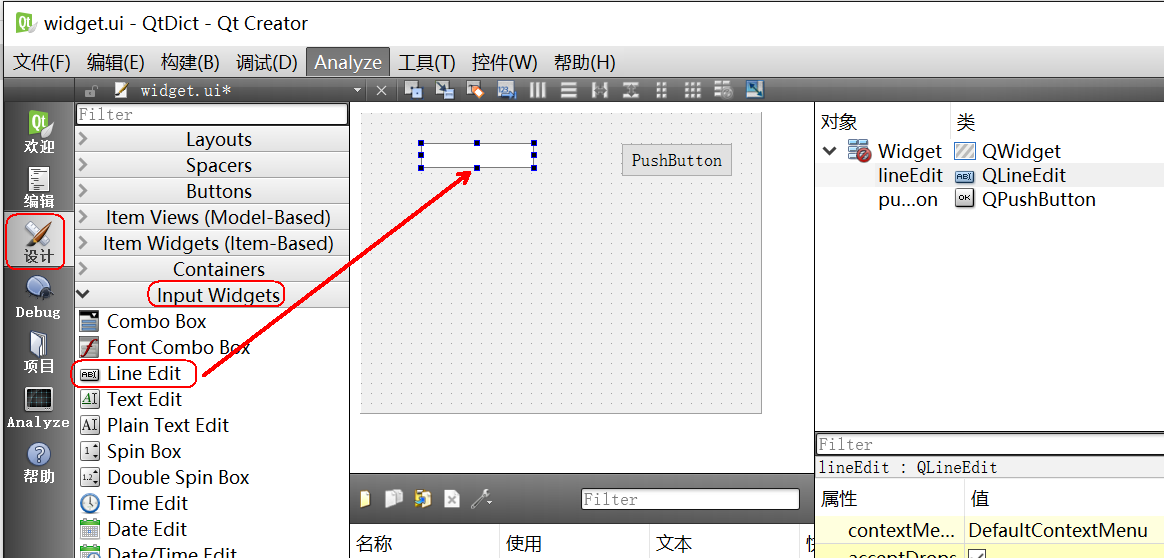 widget.ui - QtDict - Qt Creator
文件(F) 编辑(E) 构建(B) 调试(D) Analyze 工具(T) 控件(W) 帮助(H)
widget.ui*
欢迎
编辑
设计
Debug
项目
Analyze
帮助
Filter
Layouts
Spacers
Buttons
Item Views (Model-Based)
Item Widgets (Item-Based)
Containers
Input Widgets
Combo Box
Font Combo Box
Line Edit
Text Edit
Plain Text Edit
Spin Box
Double Spin Box
Time Edit
Date Edit
Date/Time Edit
PushButton
Filter
名称 使用 文本
对象 类
Widget QWidget
lineEdit QLineEdit
pu...on QPushButton
Filter
lineEdit : QLineEdit
属性 值
contextMe... DefaultContextMenu
acceptDrops